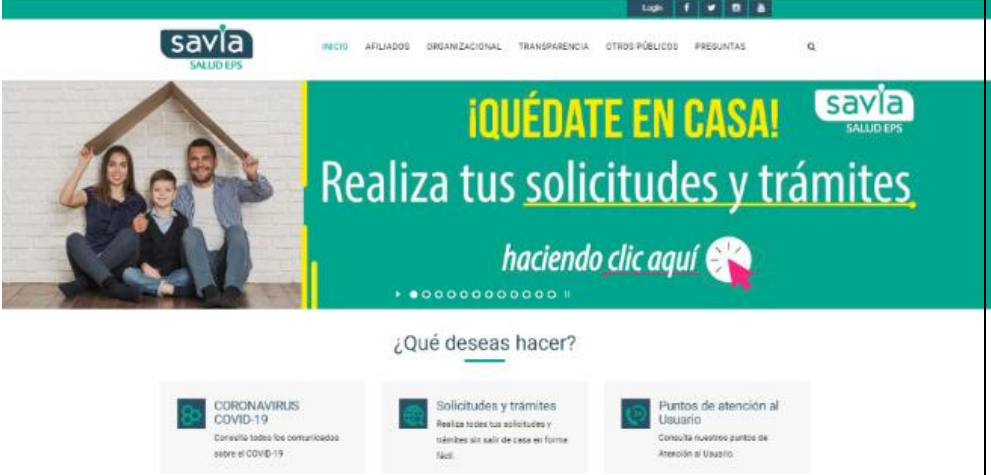 Login
savia
SALUD EPS
INICIO AFILIADOS ORGANIZACIONAL TRANSPARENCIA OTROS PÚBLICOS PREGUNTAS
¡QUÉDATE EN CASA!
savia
SALUD EPS
Realiza tus solicitudes y trámites
haciendo clic aquí
¿Qué deseas hacer?
CORONAVIRUS
COVID-19
Consulta todos los comunicados
sobre el COVID-19
Solicitudes y trámites
Realiza todas tus solicitudes y
trámites sin salir de casa en forma
fácil.
Puntos de atención al
Usuario
Consulta nuestros puntos de
Atención al Usuario.